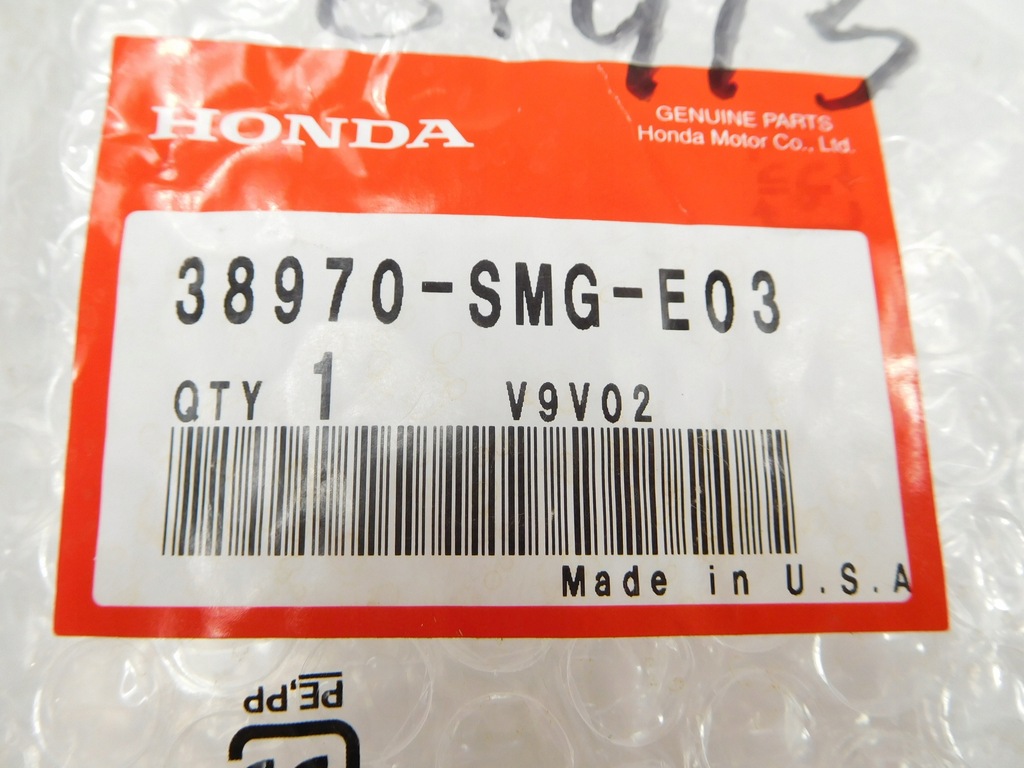 HONDA
GENUINE PARTS
Honda Motor Co., Ltd.
38970-SMG-E03
QTY 1 V9V02
Made in U.S.A
PE,PP